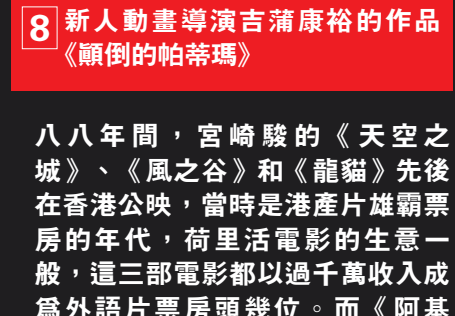 8
新人動畫導演吉蒲康裕的作品
《顚倒的帕蒂瑪》
八八年間，宮崎駿的《天空之
城》、《風之谷》和《龍貓》先後
在香港公映，當時是港產片雄霸票
房的年代，荷里活電影的生意一
般，這三部電影都以過千萬收入成
爲外語片票房頭幾位。而《阿基